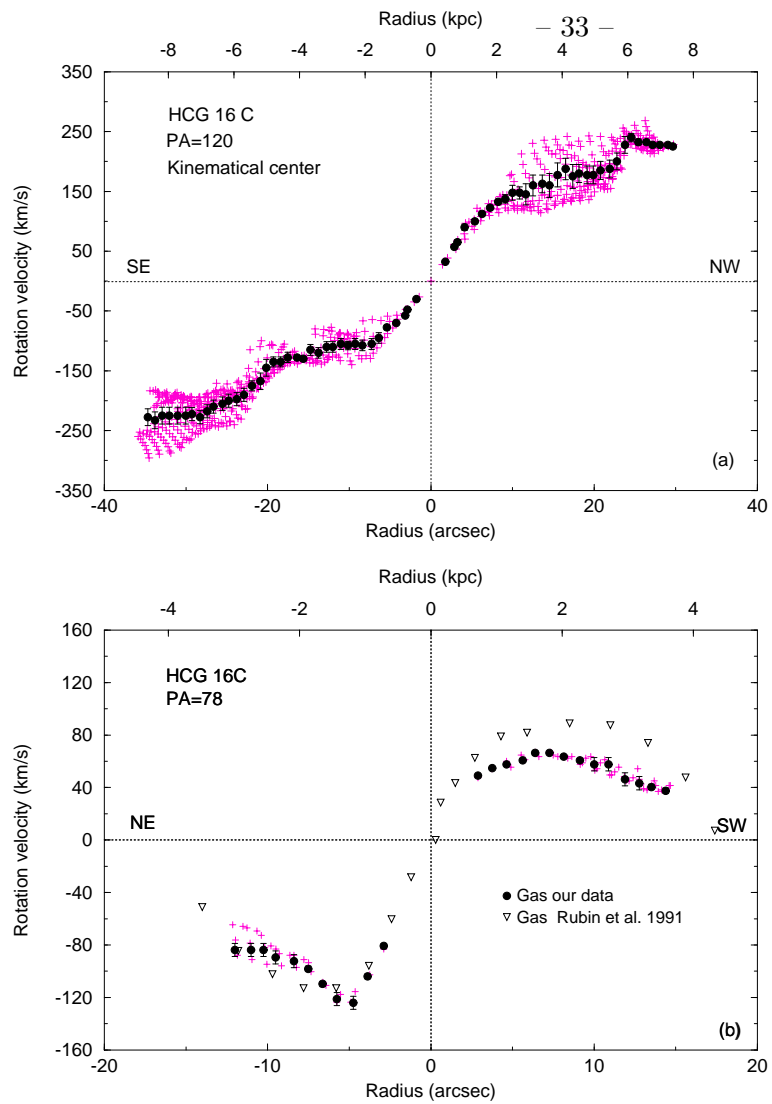 Radius (kpc)
– 33 –
-8 -6 -4 -2 0 2 4 6 8
350
250
150
50
-50
-150
-250
-350
Rotation velocity (km/s)
HCG 16 C
PA=120
Kinematical center
SE
NW
(a)
-40 -20 0 20 40
Radius (arcsec)
Radius (kpc)
-4 -2 0 2 4
160
120
80
40
0
-40
-80
-120
-160
Rotation velocity (km/s)
HCG 16C
PA=78
NE
SW
Gas our data
Gas Rubin et al. 1991
(b)
-20 -10 0 10 20
Radius (arcsec)